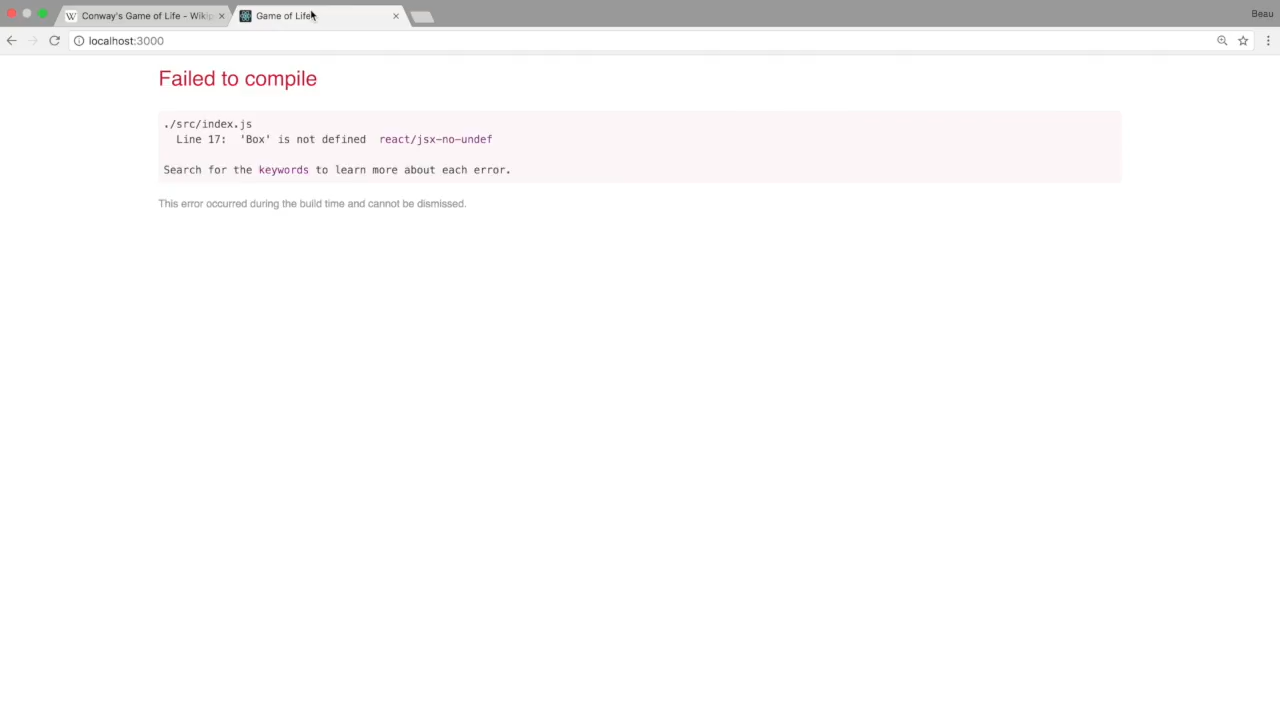 Conway's Game of Life - Wikip
Game of Life
Beau
localhost:3000
Failed to compile
./src/index.js
Line 17: 'Box' is not defined react/jsx-no-undef
Search for the keywords to learn more about each error.
This error occurred during the build time and cannot be dismissed.